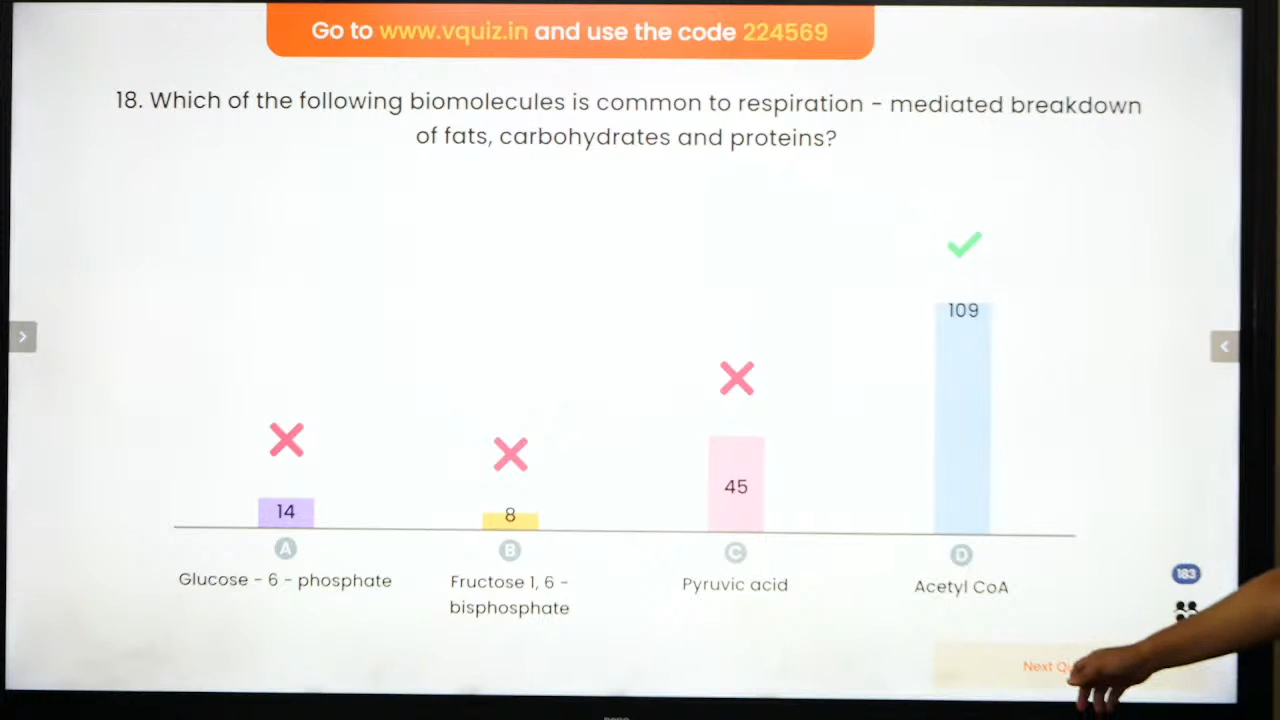 Go to www.vquiz.in and use the code 224569
18. Which of the following biomolecules is common to respiration - mediated breakdown
of fats, carbohydrates and proteins?
109
45
14
8
A
B
C
D
Glucose - 6 - phosphate
Fructose 1, 6 -
bisphosphate
Pyruvic acid
Acetyl CoA
183
Next